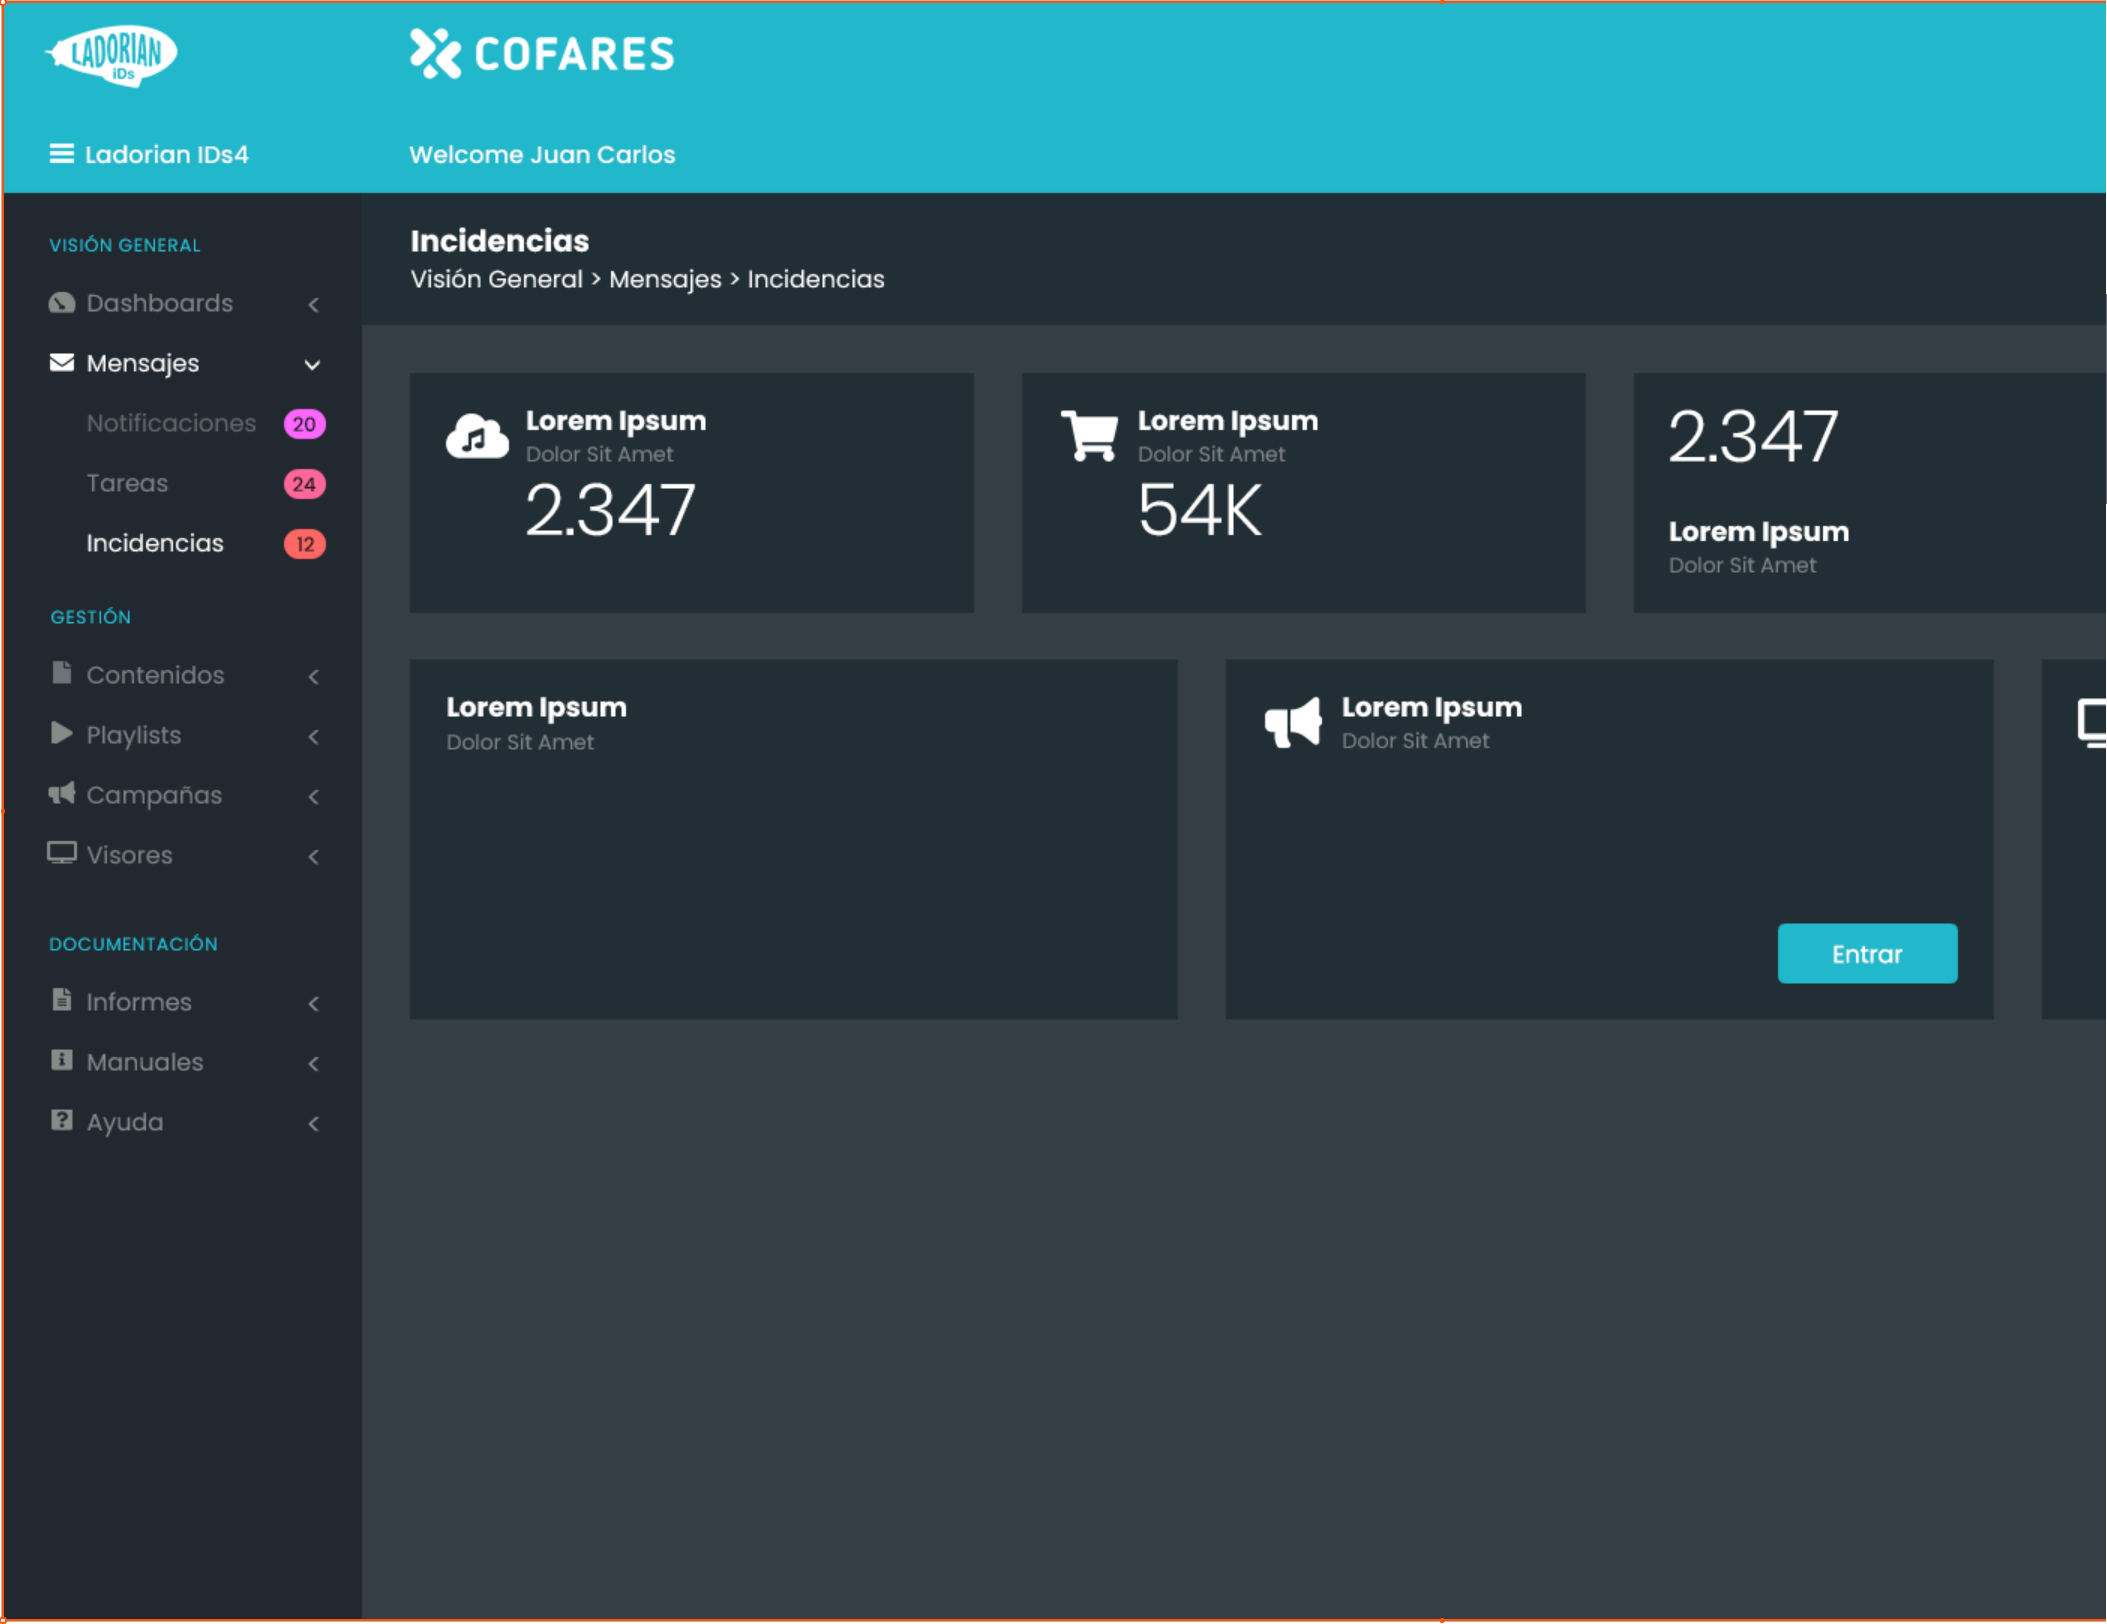 LADORIAN
iDs
COFARES
Ladorian IDs4
Welcome Juan Carlos
VISIÓN GENERAL
Dashboards
Mensajes
Notificaciones 20
Tareas 24
Incidencias 12
GESTIÓN
Contenidos
Playlists
Campañas
Visores
DOCUMENTACIÓN
Informes
Manuales
Ayuda
Incidencias
Visión General > Mensajes > Incidencias
Lorem Ipsum
Dolor Sit Amet
2.347
Lorem Ipsum
Dolor Sit Amet
54K
2.347
Lorem Ipsum
Dolor Sit Amet
Lorem Ipsum
Dolor Sit Amet
Lorem Ipsum
Dolor Sit Amet
Entrar